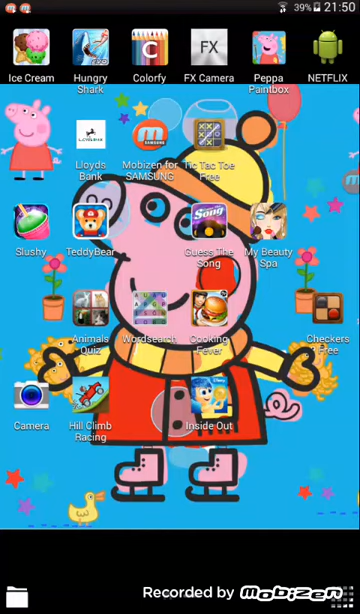 39% 21:50
Ice Cream
Hungry Shark
Colorfy
FX
FX Camera
Peppa Paintbox
NETFLIX
Lloyds Bank
Mobizen for SAMSUNG
Tic Tac Toe Free
Slushy
TeddyBear
Song
Guess The Song
My Beauty Spa
Animals Quiz
Wordsearch
Cooking Fever
Checkers Free
Camera
Hill Climb Racing
Inside Out
Recorded by Mobizen